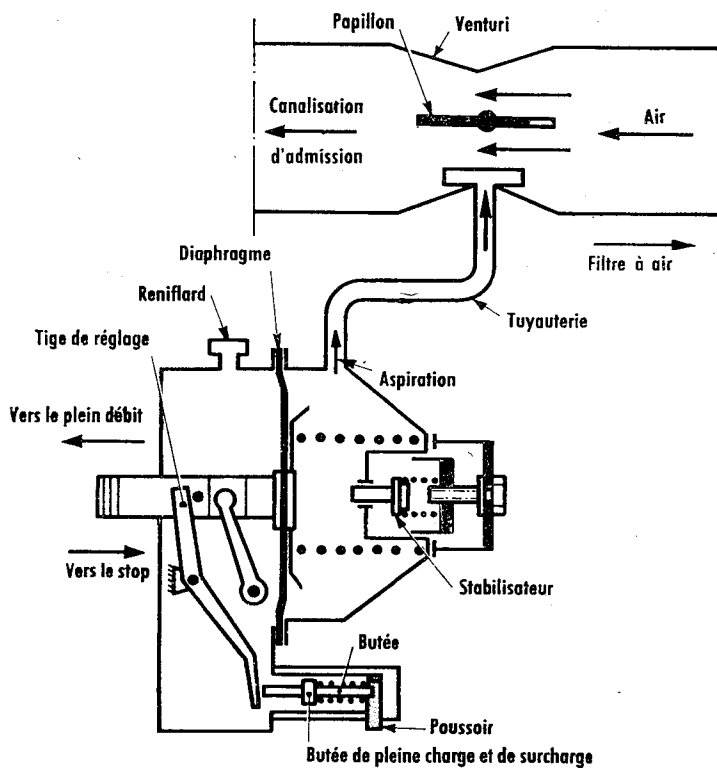 Papillon
Venturi
Canalisation
d'admission
Air
Filtre à air
Diaphragme
Reniflard
Tuyauterie
Tige de réglage
Aspiration
Vers le plein débit
Vers le stop
Stabilisateur
Butée
Poussoir
Butée de pleine charge et de surcharge